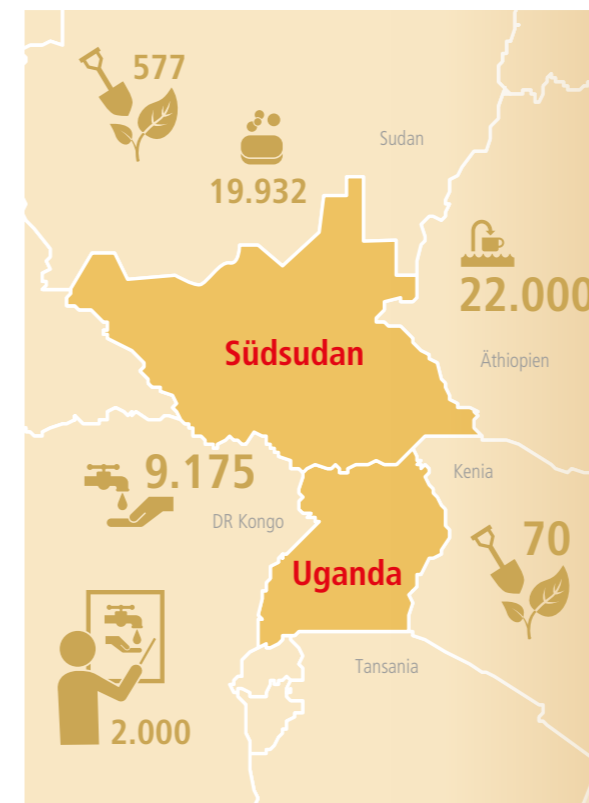 577
Sudan
19.932
22.000
Südsudan
Äthiopien
9.175
Kenia
DR Kongo
70
Uganda
Tansania
2.000